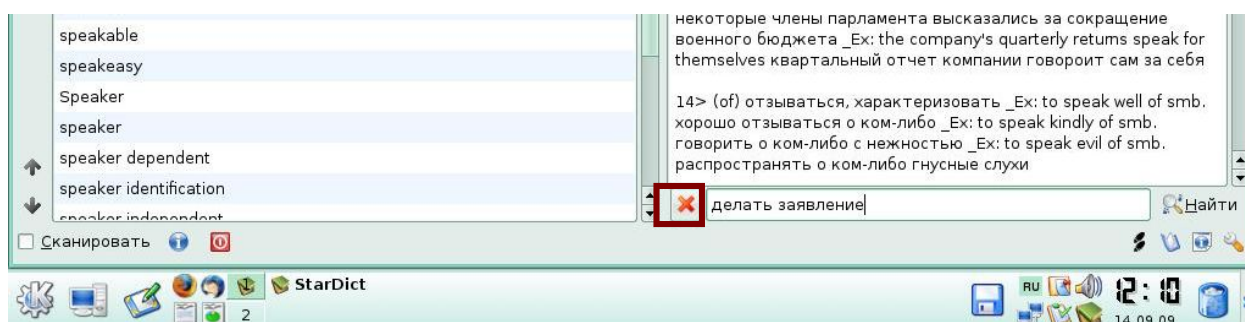 speakable
speakeasy
Speaker
speaker
speaker dependent
speaker identification
speaker independent
некоторые члены парламента высказались за сокращение
военного бюджета _Ex: the company's quarterly returns speak for
themselves квартальный отчет компании говороит сам за себя
14> (of) отзываться, характеризовать _Ex: to speak well of smb.
хорошо отзываться о ком-либо _Ex: to speak kindly of smb.
говорить о ком-либо с нежностью _Ex: to speak evil of smb.
распространять о ком-либо гнусные слухи
делать заявление
Найти
Сканировать
1
2
StarDict
RU
12:10
14.09.09